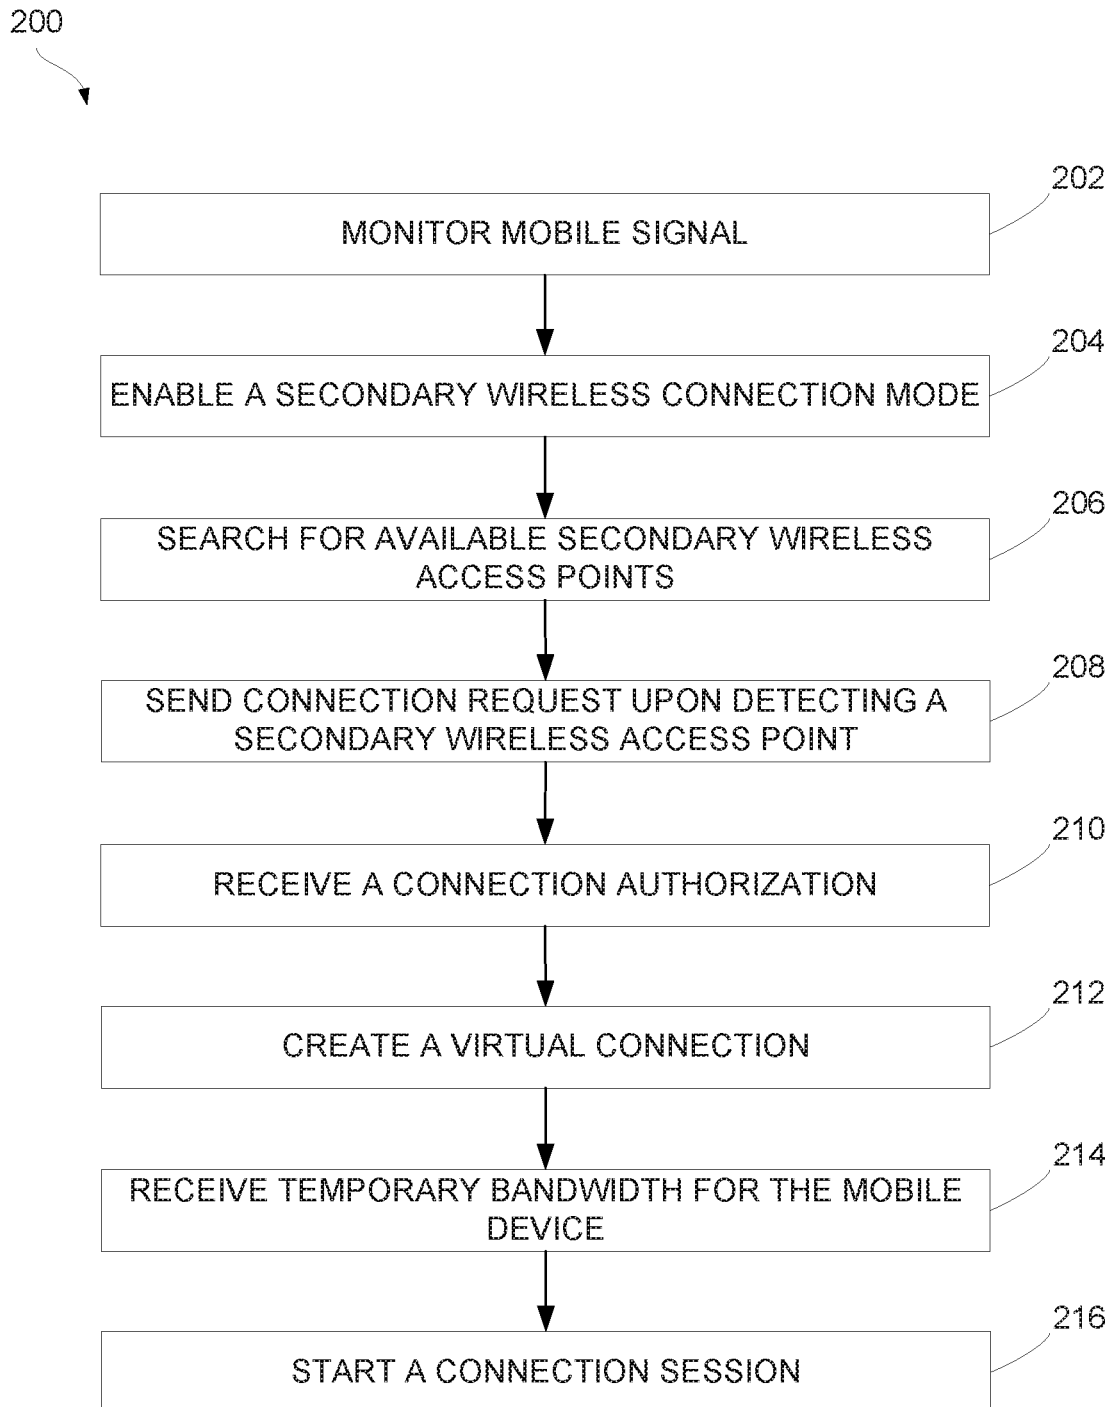 200
202
MONITOR MOBILE SIGNAL
204
ENABLE A SECONDARY WIRELESS CONNECTION MODE
206
SEARCH FOR AVAILABLE SECONDARY WIRELESS
ACCESS POINTS
208
SEND CONNECTION REQUEST UPON DETECTING A
SECONDARY WIRELESS ACCESS POINT
210
RECEIVE A CONNECTION AUTHORIZATION
212
CREATE A VIRTUAL CONNECTION
214
RECEIVE TEMPORARY BANDWIDTH FOR THE MOBILE
DEVICE
216
START A CONNECTION SESSION